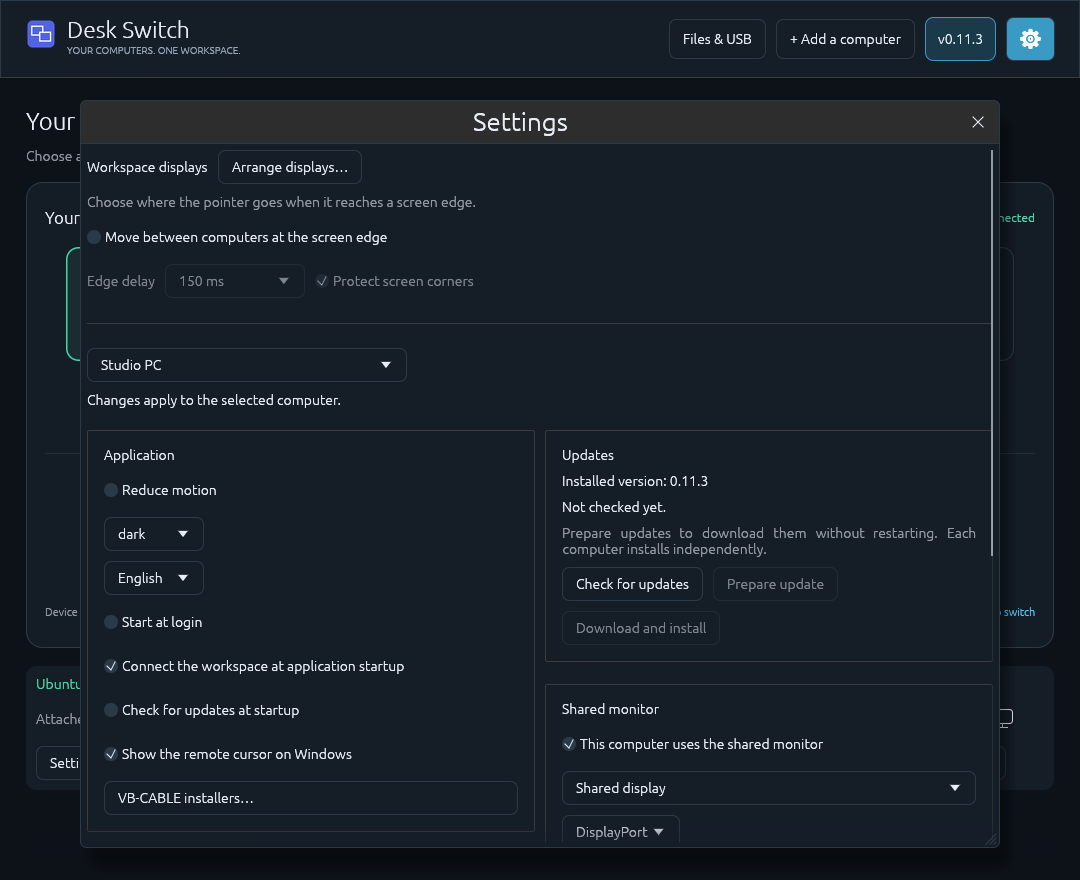 Desk Switch
YOUR COMPUTERS. ONE WORKSPACE.
Files & USB
+ Add a computer
v0.11.3
Your
Choose a
Settings
Workspace displays
Arrange displays...
Choose where the pointer goes when it reaches a screen edge.
Move between computers at the screen edge
Edge delay
150 ms
Protect screen corners
Your
nected
Studio PC
Changes apply to the selected computer.
Application
Reduce motion
dark
English
Start at login
Connect the workspace at application startup
Check for updates at startup
Show the remote cursor on Windows
VB-CABLE installers...
Updates
Installed version: 0.11.3
Not checked yet.
Prepare updates to download them without restarting. Each
computer installs independently.
Check for updates
Prepare update
Download and install
Shared monitor
This computer uses the shared monitor
Shared display
DisplayPort
Device
switch
Ubuntu
Attache
Setti